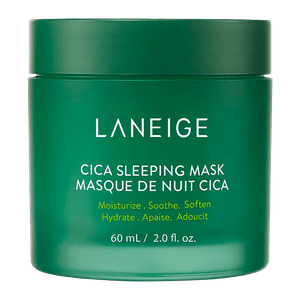 LANEIGE
CICA SLEEPING MASK
MASQUE DE NUIT CICA
Moisturize . Soothe. Soften
Hydrate . Apaise. Adoucit
60 mL / 2.0 fl. oz.